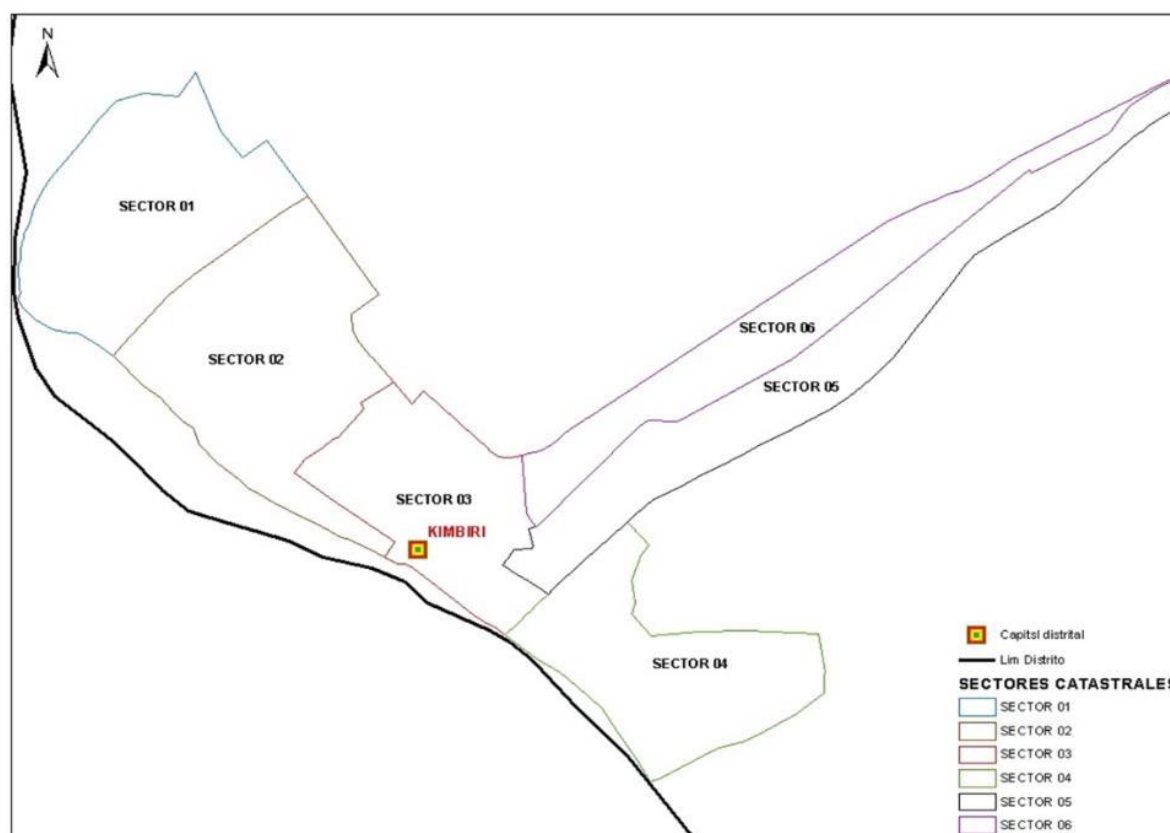 N
SECTOR 01
SECTOR 02
SECTOR 06
SECTOR 05
SECTOR 03
KIMBIRI
SECTOR 04
Capitsl distrital
Lim Distrito
SECTORES CATASTRALES
SECTOR 01
SECTOR 02
SECTOR 03
SECTOR 04
SECTOR 05
SECTOR 06